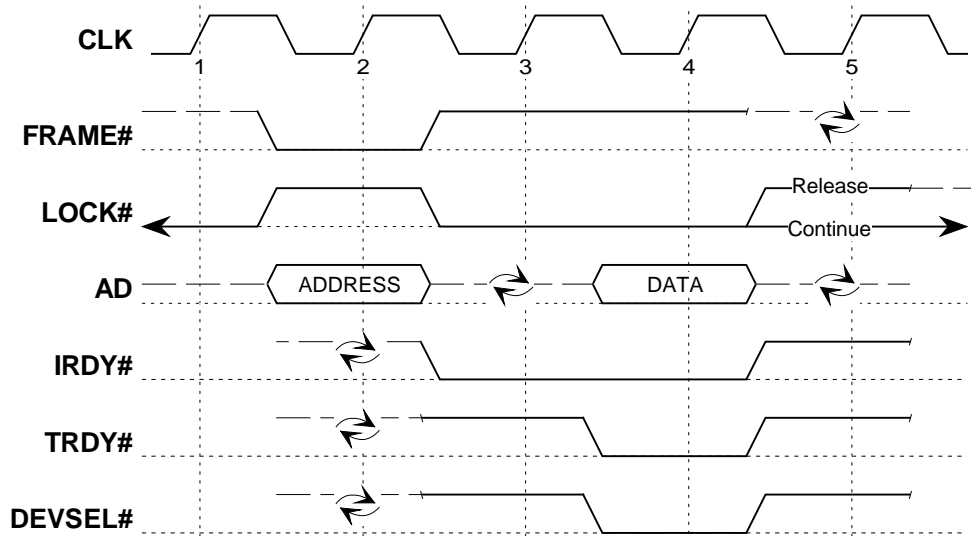 CLK
1 2 3 4 5
FRAME#
LOCK#
Release
Continue
AD
ADDRESS
DATA
IRDY#
TRDY#
DEVSEL#